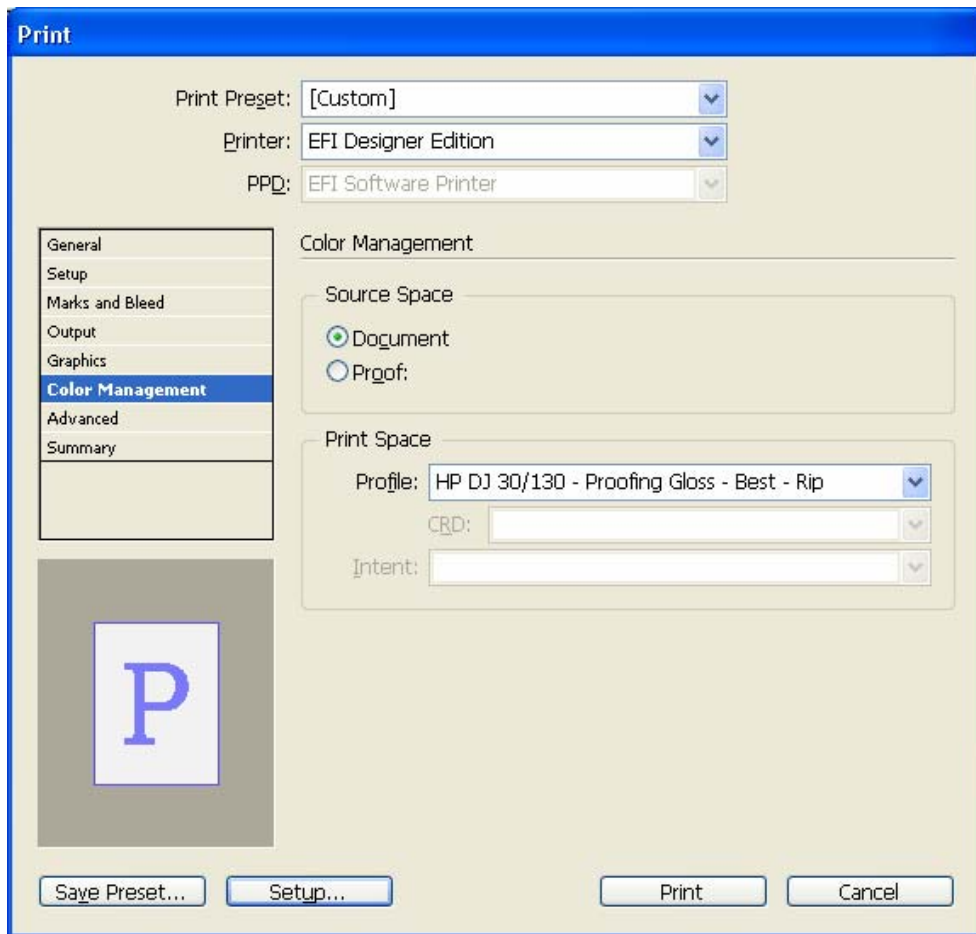 Print
Print Preset: [Custom]
Printer: EFI Designer Edition
PPD: EFI Software Printer
General
Setup
Marks and Bleed
Output
Graphics
Color Management
Advanced
Summary
Color Management
Source Space
Document
Proof:
Print Space
Profile: HP DJ 30/130 - Proofing Gloss - Best - Rip
CRD:
Intent:
P
Save Preset... Setup... Print Cancel